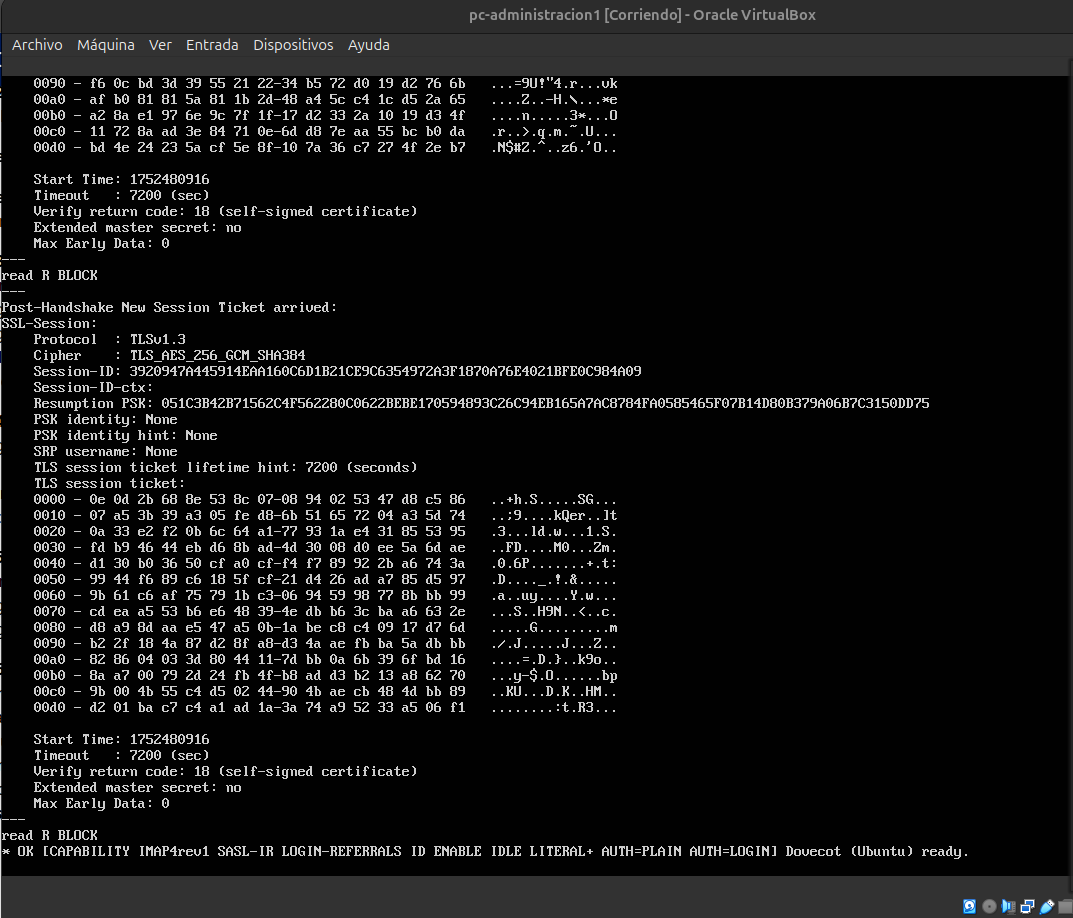 pc-administracion1 [Corriendo] - Oracle VirtualBox
Archivo Máquina Ver Entrada Dispositivos Ayuda
0090 - f6 0c bd 3d 39 55 21 22-34 b5 72 d0 19 d2 76 6b ...=9U!"4.r...vk
00a0 - af b0 81 81 5a 81 1b 2d-48 a4 5c c4 1c d5 2a 65 ....Z..-H.\...*e
00b0 - a2 8a e1 97 6e 9c 7f 1f-17 d2 33 2a 10 19 d3 4f ....n.....3*...O
00c0 - 11 72 8a ad 3e 84 71 0e-6d d8 7e aa 55 bc b0 da .r..>.q.m.~.U...
00d0 - bd 4e 24 23 5a cf 5e 8f-10 7a 36 c7 27 4f 2e b7 .N$#Z.^..z6.'O..
Start Time: 1752480916
Timeout : 7200 (sec)
Verify return code: 18 (self-signed certificate)
Extended master secret: no
Max Early Data: 0
---
read R BLOCK
---
Post-Handshake New Session Ticket arrived:
SSL-Session:
Protocol : TLSv1.3
Cipher : TLS_AES_256_GCM_SHA384
Session-ID: 3920947A445914EAA160C6D1B21CE9C6354972A3F1870A76E4021BFE0C984A09
Session-ID-ctx:
Resumption PSK: 051C3B42B71562C4F562280C0622BEBE170594893C26C94EB165A7AC8784FA0585465F07B14D80B379A06B7C3150DD75
PSK identity: None
PSK identity hint: None
SRP username: None
TLS session ticket lifetime hint: 7200 (seconds)
TLS session ticket:
0000 - 0e 0d 2b 68 8e 53 8c 07-08 94 02 53 47 d8 c5 86 ..+h.S.....SG...
0010 - 07 a5 3b 39 a3 05 fe d8-6b 51 65 72 04 a3 5d 74 ..;9....kQer..]t
0020 - 0a 33 e2 f2 0b 6c 64 a1-77 93 1a e4 31 85 53 95 .3...ld.w...1.S.
0030 - fd b9 46 44 eb d6 8b ad-4d 30 08 d0 ee 5a 6d ae ..FD....M0...Zm.
0040 - d1 30 b0 36 50 cf a0 cf-f4 f7 89 92 2b a6 74 3a .0.6P.......+.t:
0050 - 99 44 f6 89 c6 18 5f cf-21 d4 26 ad a7 85 d5 97 .D...._.!.&.....
0060 - 9b 61 c6 af 75 79 1b c3-06 94 59 98 77 8b bb 99 .a..uy....Y.w...
0070 - cd ea a5 53 b6 e6 48 39-4e db b6 3c ba a6 63 2e ...S..H9N..<..c.
0080 - d8 a9 8d aa e5 47 a5 0b-1a be c8 c4 09 17 d7 6d .....G.........m
0090 - b2 2f 18 4a 87 d2 8f a8-d3 4a ae fb ba 5a db bb ./.J.....J...Z..
00a0 - 82 86 04 03 3d 80 44 11-7d bb 0a 6b 39 6f bd 16 ....=.D.}..k9o..
00b0 - 8a a7 00 79 2d 24 fb 4f-b8 ad d3 b2 13 a8 62 70 ...y-$.O......bp
00c0 - 9b 00 4b 55 c4 d5 02 44-90 4b ae cb 48 4d bb 89 ..KU...D.K..HM..
00d0 - d2 01 ba c7 c4 a1 ad 1a-3a 74 a9 52 33 a5 06 f1 ........:t.R3...
Start Time: 1752480916
Timeout : 7200 (sec)
Verify return code: 18 (self-signed certificate)
Extended master secret: no
Max Early Data: 0
---
read R BLOCK
* OK [CAPABILITY IMAP4rev1 SASL-IR LOGIN-REFERRALS ID ENABLE IDLE LITERAL+ AUTH=PLAIN AUTH=LOGIN] Dovecot (Ubuntu) ready.